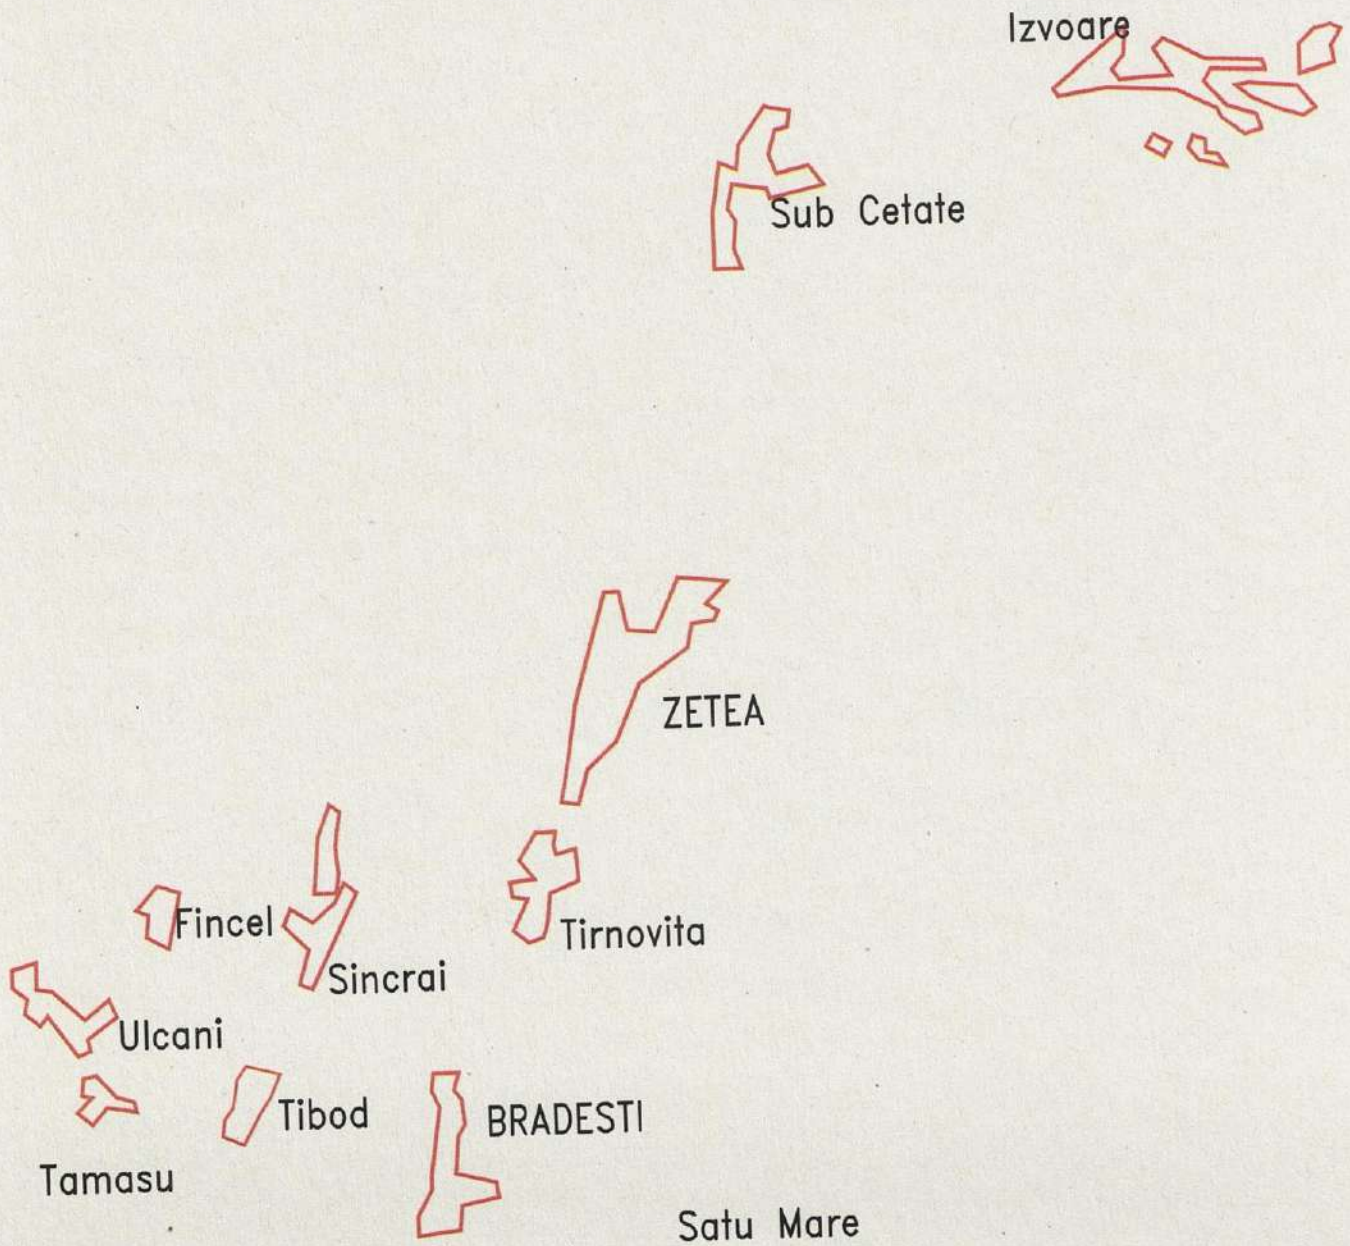 Izvoare
Sub Cetate
ZETEA
Fincel
Tirnovita
Sincrai
Ulcani
Tibod
BRADESTI
Tamasu
Satu Mare